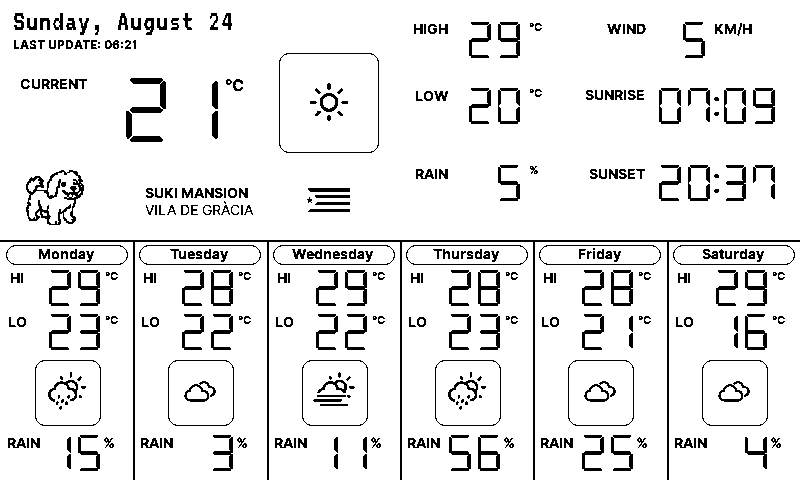 Sunday, August 24
LAST UPDATE: 06:21
CURRENT 21 °C
HIGH 29 °C
WIND 5 KM/H
LOW 20 °C
SUNRISE 07:09
RAIN 5 %
SUNSET 20:37
SUKI MANSION
VILA DE GRÀCIA
Monday
HI 29 °C
LO 23 °C
RAIN 15 %
Tuesday
HI 28 °C
LO 22 °C
RAIN 3 %
Wednesday
HI 29 °C
LO 22 °C
RAIN 11 %
Thursday
HI 28 °C
LO 23 °C
RAIN 56 %
Friday
HI 28 °C
LO 21 °C
RAIN 25 %
Saturday
HI 29 °C
LO 16 °C
RAIN 4 %